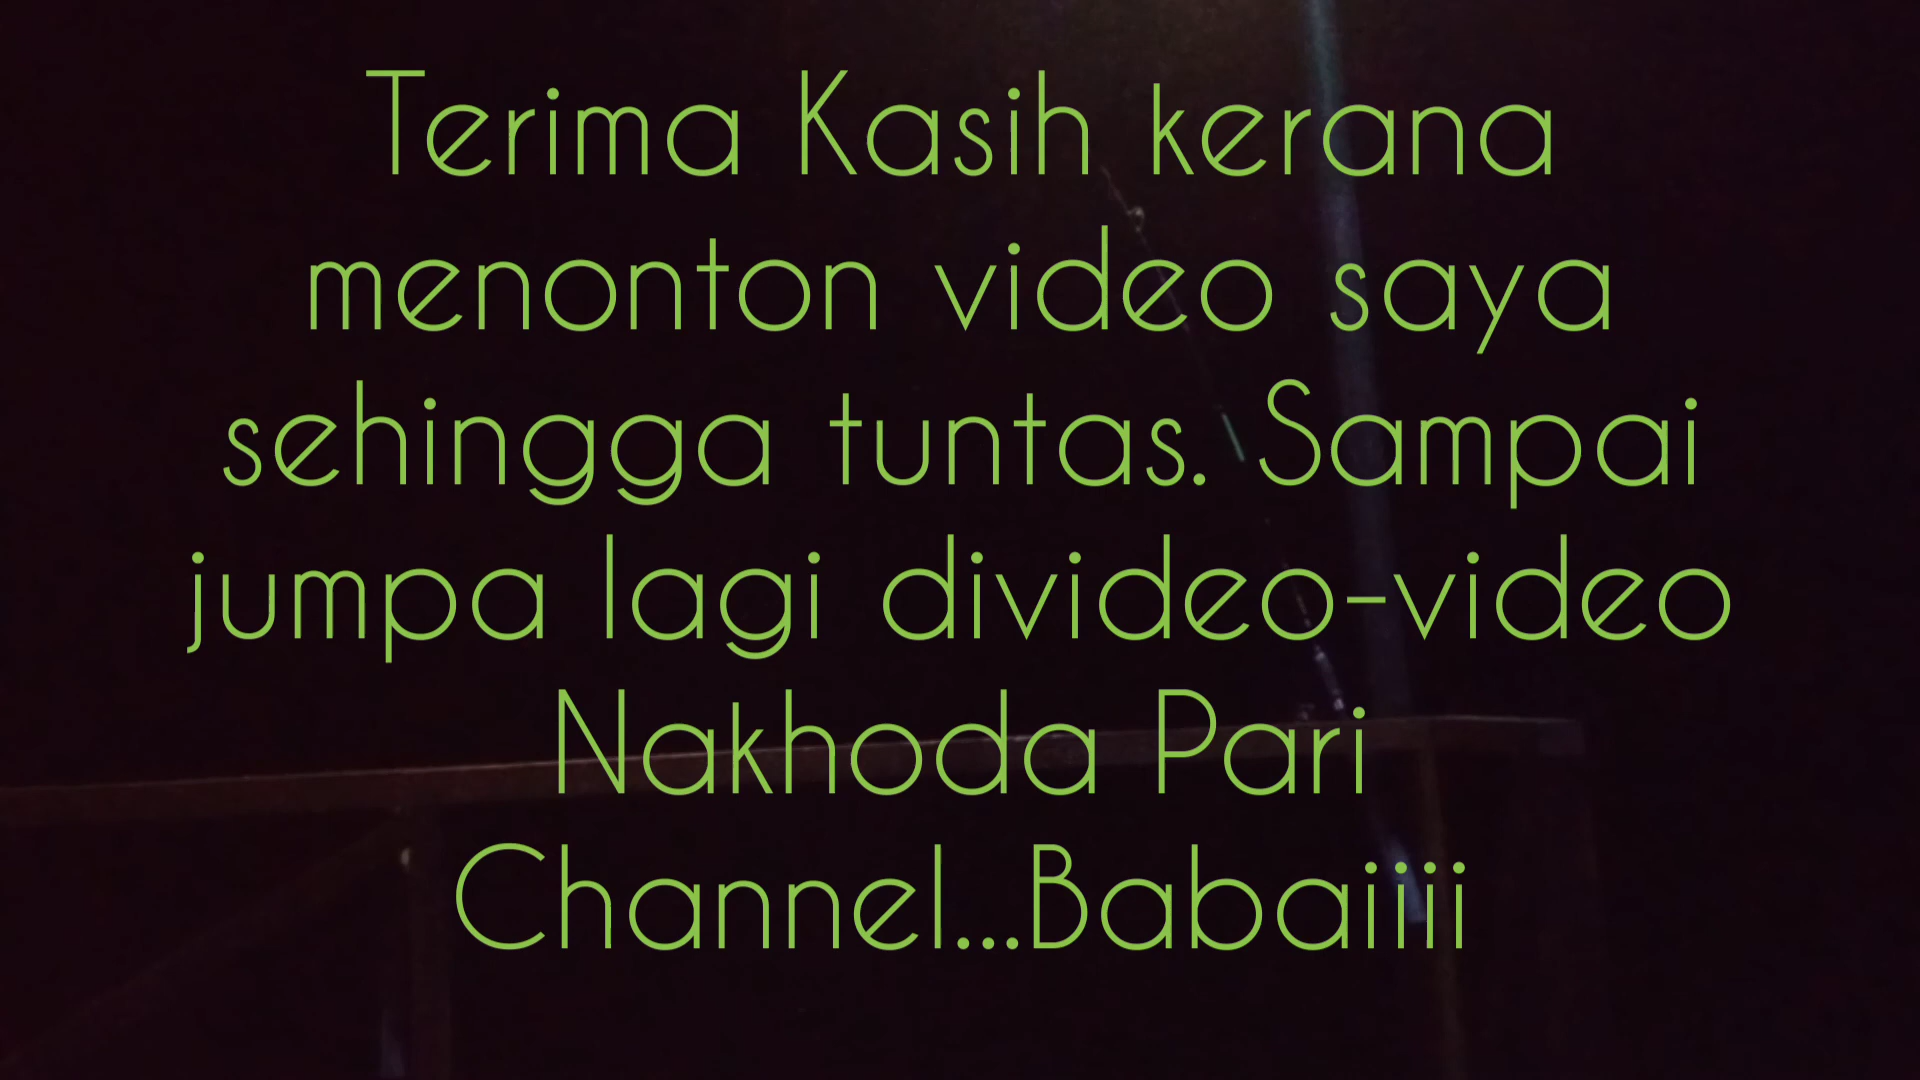 Terima Kasih kerana
menonton video saya
sehingga tuntas. Sampai
jumpa lagi divideo-video
Nakhoda Pari
Channel...Babaiiii